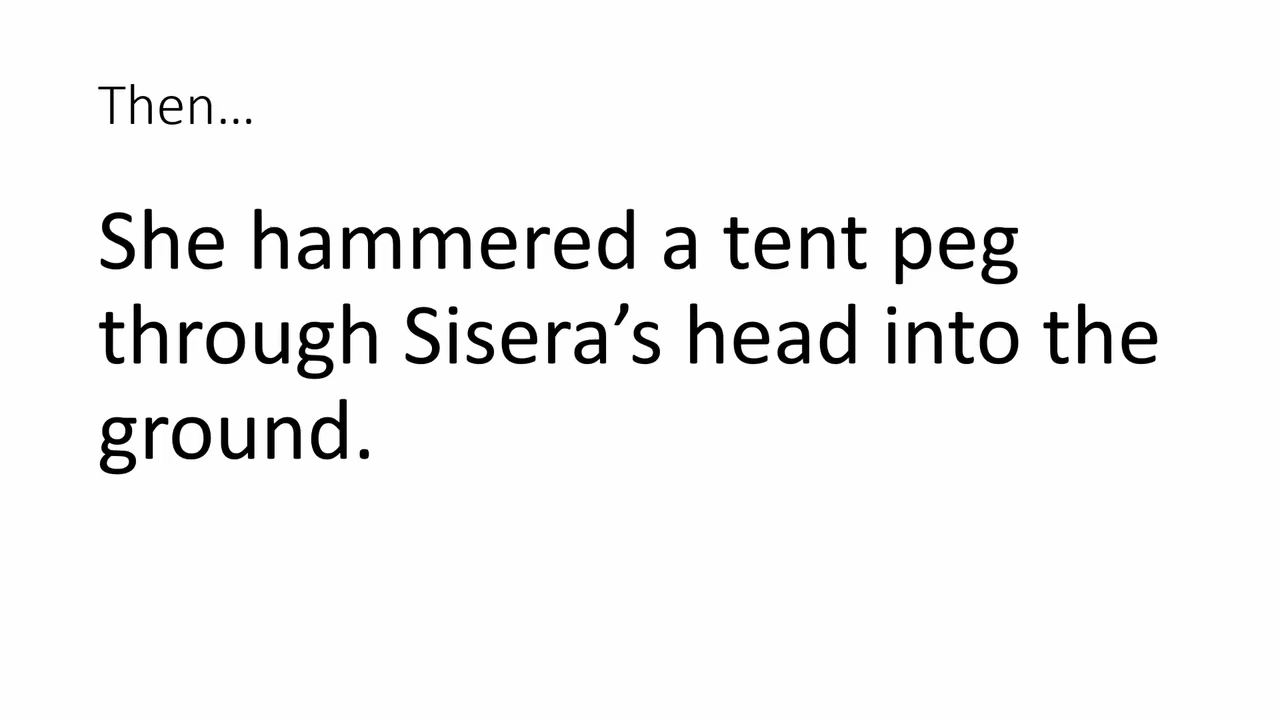 Then...
She hammered a tent peg
through Sisera’s head into the
ground.